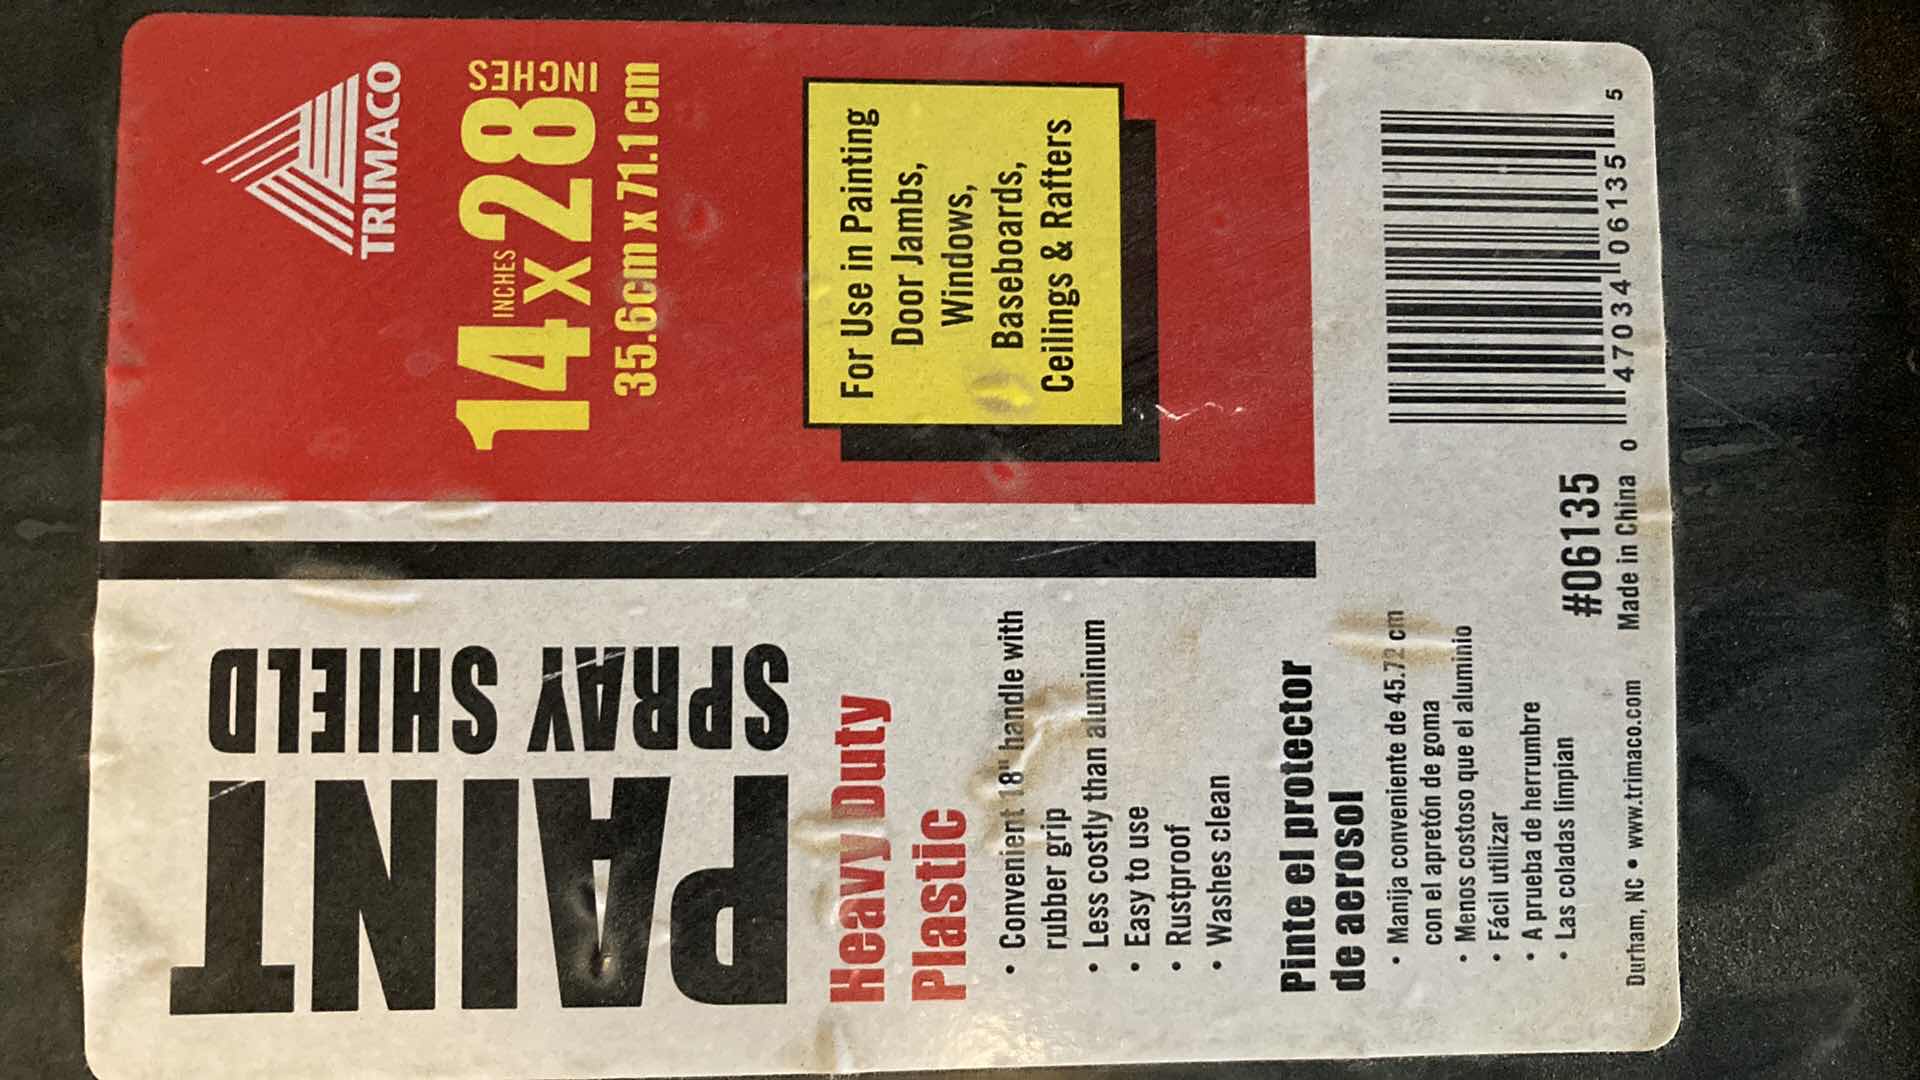 PAINT
SPRAY SHIELD
Heavy Duty
Plastic
• Convenient 18" handle with
rubber grip
• Less costly than aluminum
• Easy to use
• Rustproof
• Washes clean
Pinte el protector
de aerosol
• Manija conveniente de 45.72 cm
con el apretón de goma
• Menos costoso que el aluminio
• Fácil utilizar
• A prueba de herrumbre
• Las coladas limpian
Durham, NC • www.trimaco.com
TRIMACO
14 INCHES x 28 INCHES
35.6cm x 71.1 cm
For Use in Painting
Door Jambs,
Windows,
Baseboards,
Ceilings & Rafters
#06135
Made in China
0 47034 06135 5